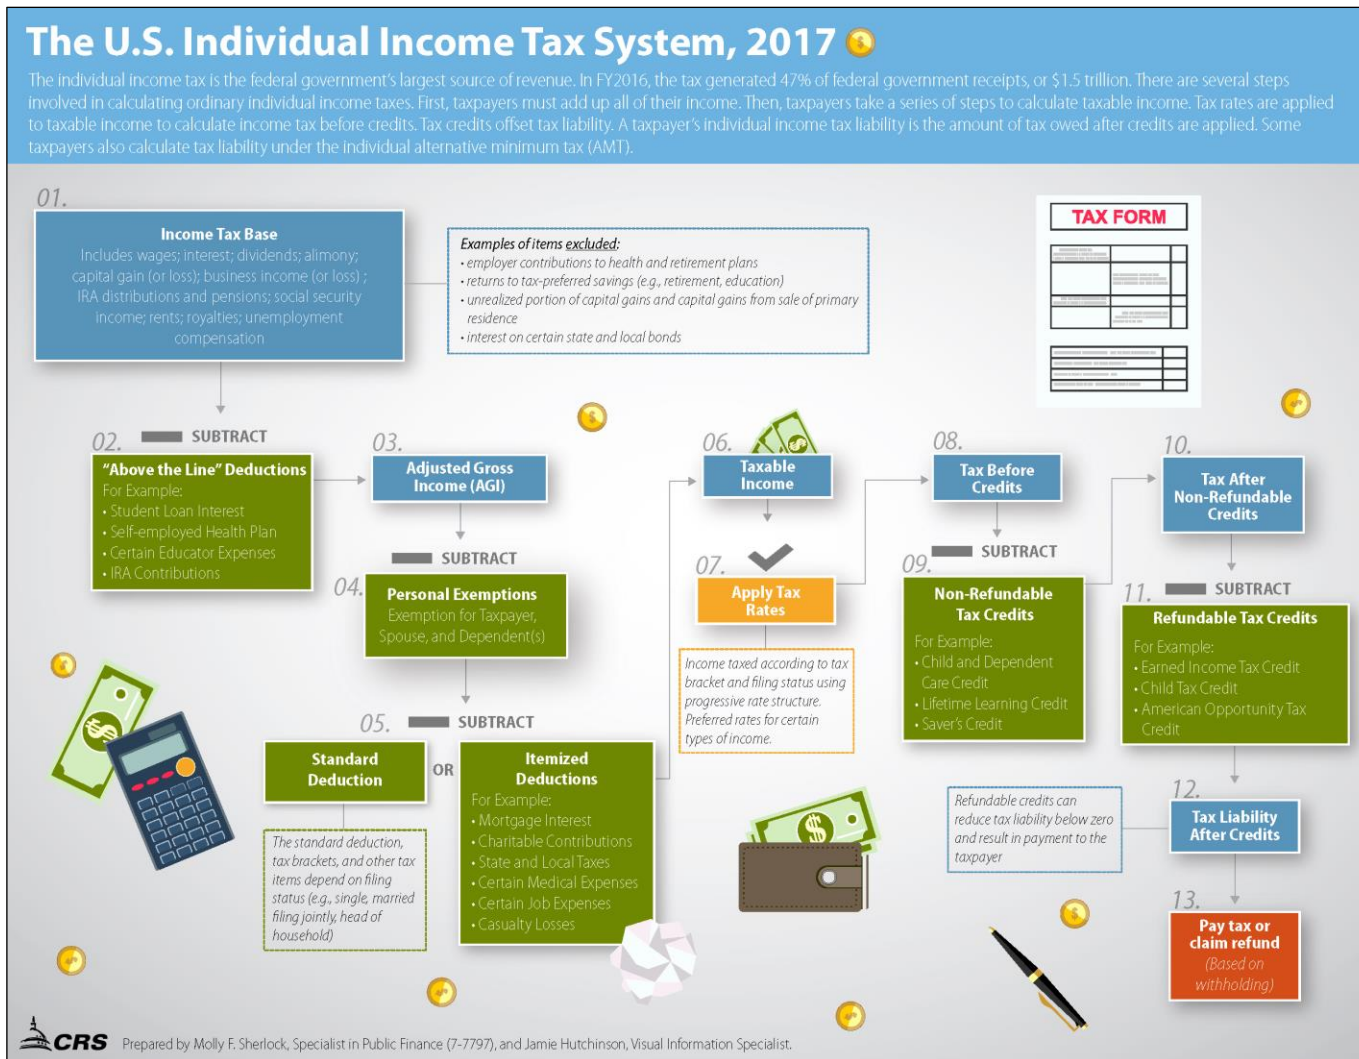 The U.S. Individual Income Tax System, 2017
The individual income tax is the federal government's largest source of revenue. In FY2016, the tax generated 47% of federal government receipts, or $1.5 trillion. There are several steps
involved in calculating ordinary individual income taxes. First, taxpayers must add up all of their income. Then, taxpayers take a series of steps to calculate taxable income. Tax rates are applied
to taxable income to calculate income tax before credits. Tax credits offset tax liability. A taxpayer's individual income tax liability is the amount of tax owed after credits are applied. Some
taxpayers also calculate tax liability under the individual alternative minimum tax (AMT).
01.
Income Tax Base
Includes wages; interest; dividends; alimony;
capital gain (or loss); business income (or loss) ;
IRA distributions and pensions; social security
income; rents; royalties; unemployment
compensation
Examples of items excluded:
• employer contributions to health and retirement plans
• returns to tax-preferred savings (e.g., retirement, education)
• unrealized portion of capital gains and capital gains from sale of primary
residence
• interest on certain state and local bonds
TAX FORM
SUBTRACT
02.
"Above the Line" Deductions
For Example:
• Student Loan Interest
• Self-employed Health Plan
• Certain Educator Expenses
• IRA Contributions
03.
Adjusted Gross
Income (AGI)
SUBTRACT
04.
Personal Exemptions
Exemption for Taxpayer,
Spouse, and Dependent(s)
SUBTRACT
05.
Standard
Deduction
OR
Itemized
Deductions
For Example:
• Mortgage Interest
• Charitable Contributions
• State and Local Taxes
• Certain Medical Expenses
• Certain Job Expenses
• Casualty Losses
The standard deduction,
tax brackets, and other tax
items depend on filing
status (e.g., single, married
filing jointly, head of
household)
06.
Taxable
Income
07.
Apply Tax
Rates
Income taxed according to tax
bracket and filing status using
progressive rate structure.
Preferred rates for certain
types of income.
08.
Tax Before
Credits
SUBTRACT
09.
Non-Refundable
Tax Credits
For Example:
• Child and Dependent
Care Credit
• Lifetime Learning Credit
• Saver's Credit
10.
Tax After
Non-Refundable
Credits
SUBTRACT
11.
Refundable Tax Credits
For Example:
• Earned Income Tax Credit
• Child Tax Credit
• American Opportunity Tax
Credit
12.
Tax Liability
After Credits
Refundable credits can
reduce tax liability below zero
and result in payment to the
taxpayer
13.
Pay tax or
claim refund
(Based on
withholding)
CRS
Prepared by Molly F. Sherlock, Specialist in Public Finance (7-7797), and Jamie Hutchinson, Visual Information Specialist.